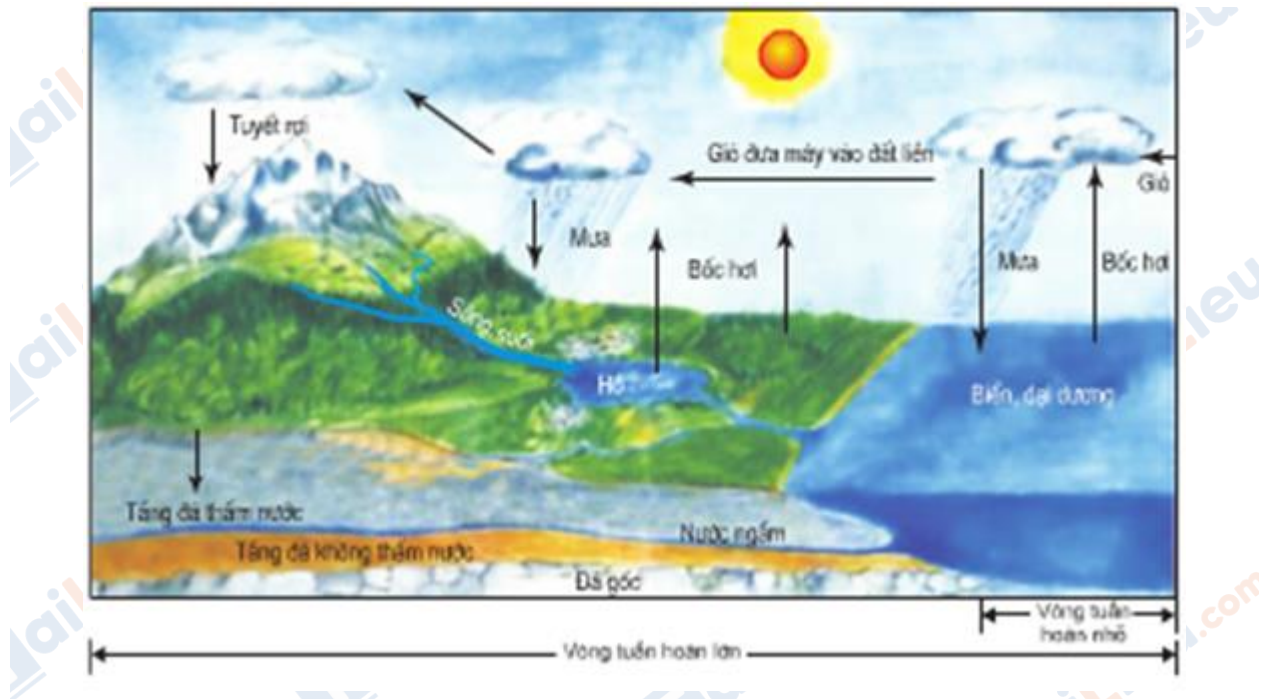 Tuyết rơi
Gió đưa mây vào đất liền
Gió
Mưa
Bốc hơi
Mưa
Bốc hơi
Sông, suối
Hồ
Biển, đại dương
Tầng đá thấm nước
Nước ngầm
Tầng đá không thấm nước
Đá gốc
Vòng tuần
hoàn nhỏ
Vòng tuần hoàn lớn